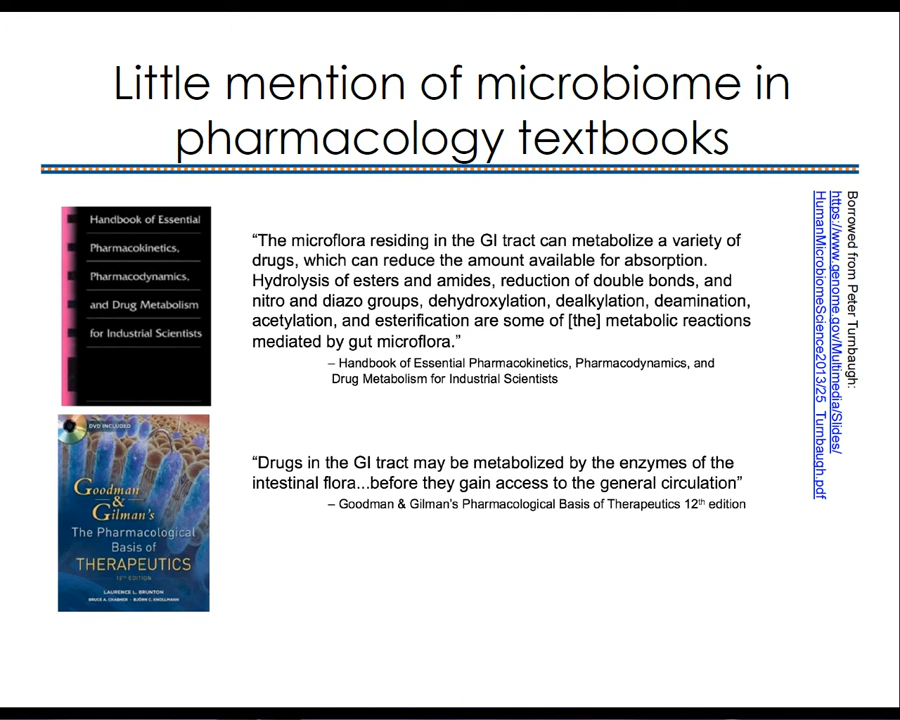 Little mention of microbiome in
pharmacology textbooks
Handbook of Essential
Pharmacokinetics,
Pharmacodynamics,
and Drug Metabolism
for Industrial Scientists
“The microflora residing in the GI tract can metabolize a variety of
drugs, which can reduce the amount available for absorption.
Hydrolysis of esters and amides, reduction of double bonds, and
nitro and diazo groups, dehydroxylation, dealkylation, deamination,
acetylation, and esterification are some of [the] metabolic reactions
mediated by gut microflora.”
– Handbook of Essential Pharmacokinetics, Pharmacodynamics, and
Drug Metabolism for Industrial Scientists
DVD INCLUDED
Goodman
&
Gilman's
The Pharmacological
Basis of
THERAPEUTICS
12TH EDITION
LAURENCE L. BRUNTON
BRUCE A. CHABNER • BJÖRN C. KNOLLMANN
“Drugs in the GI tract may be metabolized by the enzymes of the
intestinal flora...before they gain access to the general circulation”
– Goodman & Gilman's Pharmacological Basis of Therapeutics 12th edition
Borrowed from Peter Turnbaugh:
https://www.genome.gov/Multimedia/Slides/
HumanMicrobiomeScience2013/25_Turnbaugh.pdf